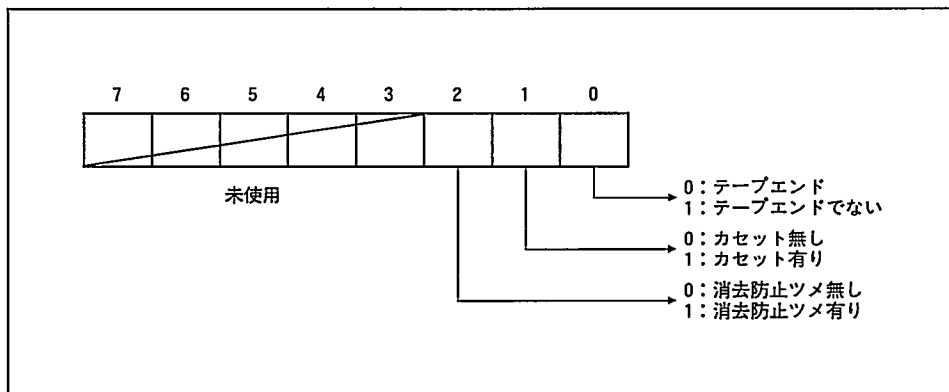 7 6 5 4 3 2 1 0
未使用
0：テープエンド
1：テープエンドでない
0：カセット無し
1：カセット有り
0：消去防止ツメ無し
1：消去防止ツメ有り